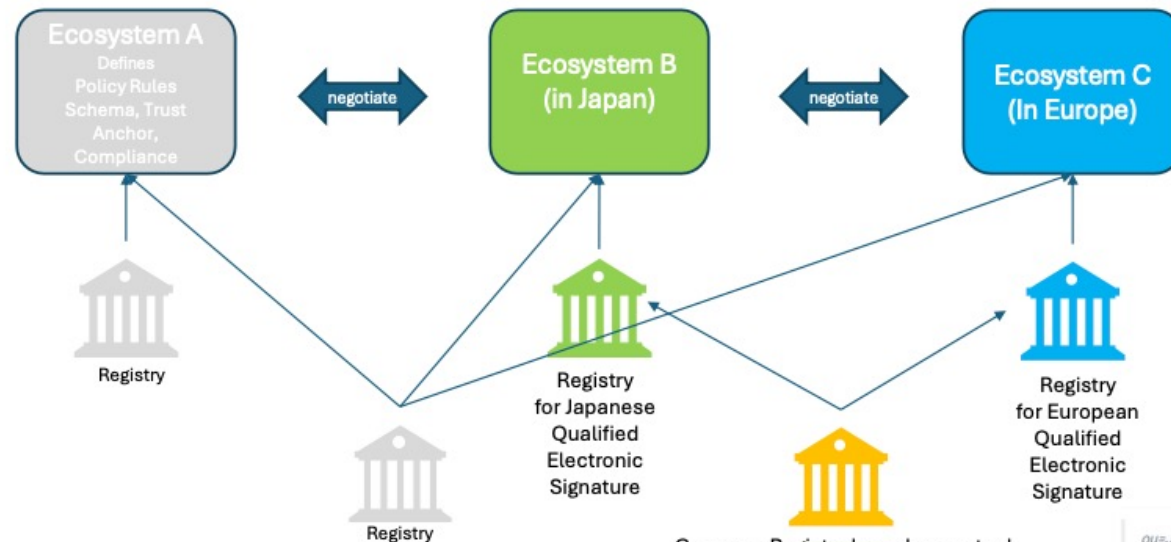 Ecosystem A
Defines
Policy Rules
Schema, Trust
Anchor,
Compliance
negotiate
Ecosystem B
(in Japan)
negotiate
Ecosystem C
(In Europe)
Registry
Registry
for Japanese
Qualified
Electronic
Signature
Registry
for European
Qualified
Electronic
Signature
Registry